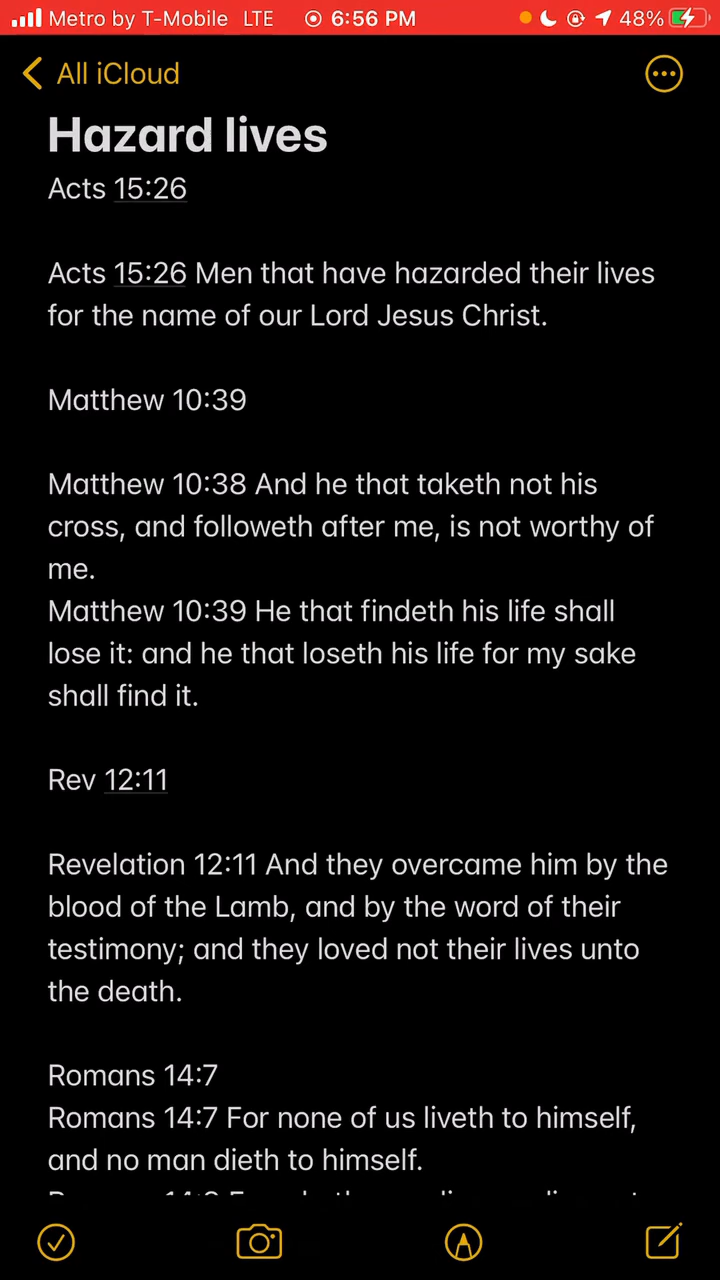 Metro by T-Mobile LTE 6:56 PM 48%
All iCloud
Hazard lives
Acts 15:26
Acts 15:26 Men that have hazarded their lives
for the name of our Lord Jesus Christ.
Matthew 10:39
Matthew 10:38 And he that taketh not his
cross, and followeth after me, is not worthy of
me.
Matthew 10:39 He that findeth his life shall
lose it: and he that loseth his life for my sake
shall find it.
Rev 12:11
Revelation 12:11 And they overcame him by the
blood of the Lamb, and by the word of their
testimony; and they loved not their lives unto
the death.
Romans 14:7
Romans 14:7 For none of us liveth to himself,
and no man dieth to himself.